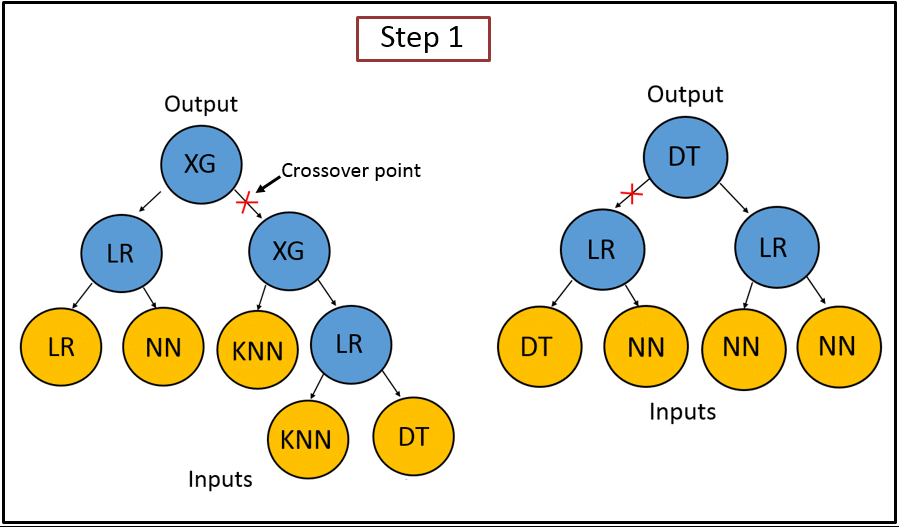 Step 1
Output
XG
Crossover point
LR
XG
LR
NN
KNN
LR
KNN
DT
Inputs
Output
DT
LR
LR
DT
NN
NN
NN
Inputs